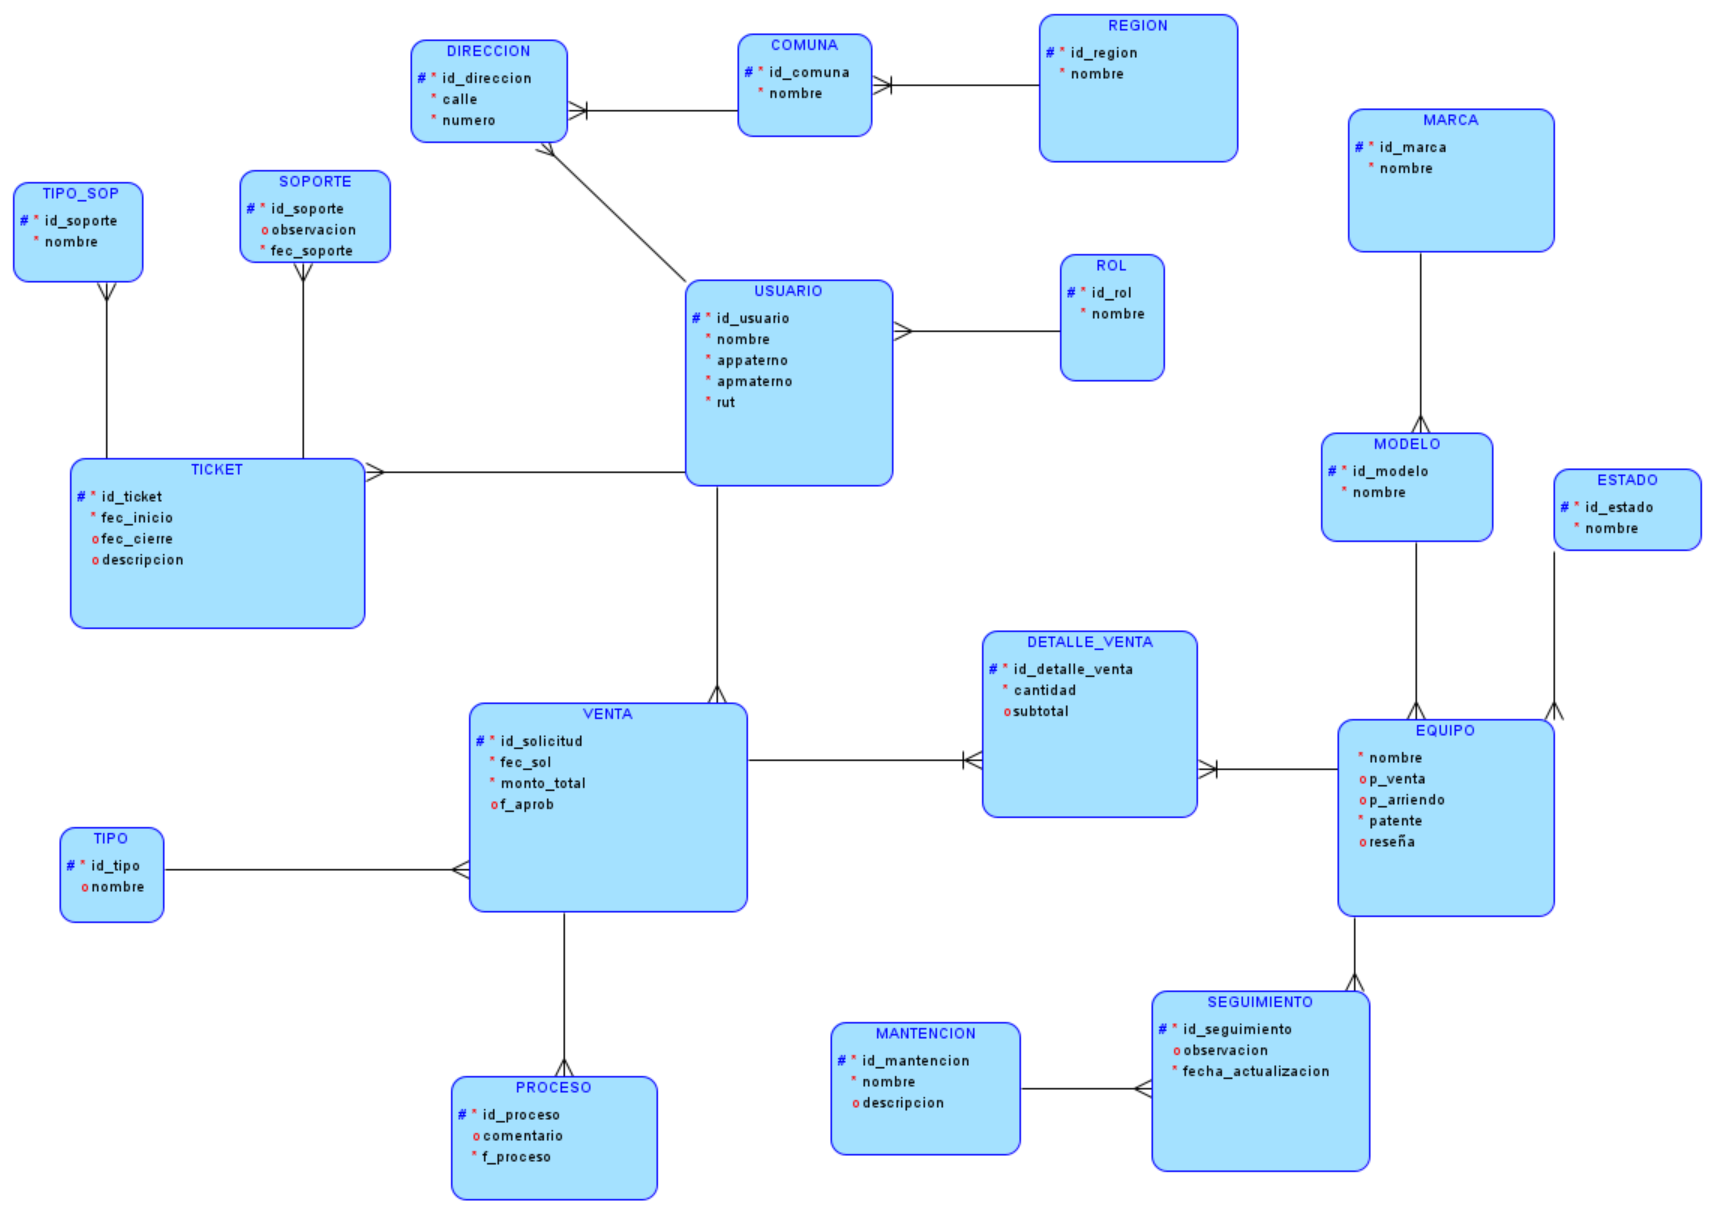 DIRECCION
# * id_direccion
* calle
* numero
COMUNA
# * id_comuna
* nombre
REGION
# * id_region
* nombre
MARCA
# * id_marca
* nombre
TIPO_SOP
# * id_soporte
* nombre
SOPORTE
# * id_soporte
o observacion
* fec_soporte
USUARIO
# * id_usuario
* nombre
* appaterno
* apmaterno
* rut
ROL
# * id_rol
* nombre
MODELO
# * id_modelo
* nombre
ESTADO
# * id_estado
* nombre
TICKET
# * id_ticket
* fec_inicio
o fec_cierre
o descripcion
DETALLE_VENTA
# * id_detalle_venta
* cantidad
o subtotal
VENTA
# * id_solicitud
* fec_sol
* monto_total
o f_aprob
EQUIPO
* nombre
o p_venta
o p_arriendo
* patente
o reseña
TIPO
# * id_tipo
o nombre
SEGUIMIENTO
# * id_seguimiento
o observacion
* fecha_actualizacion
MANTENCION
# * id_mantencion
* nombre
o descripcion
PROCESO
# * id_proceso
o comentario
* f_proceso